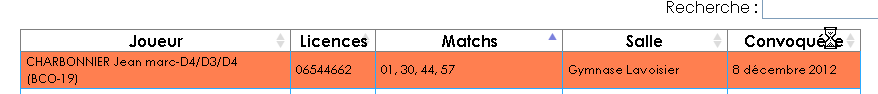 Recherche :
Joueur Licences Matchs Salle Convoquée
CHARBONNIER Jean marc-D4/D3/D4
(BCO-19)
06544662
01, 30, 44, 57
Gymnase Lavoisier
8 décembre 2012